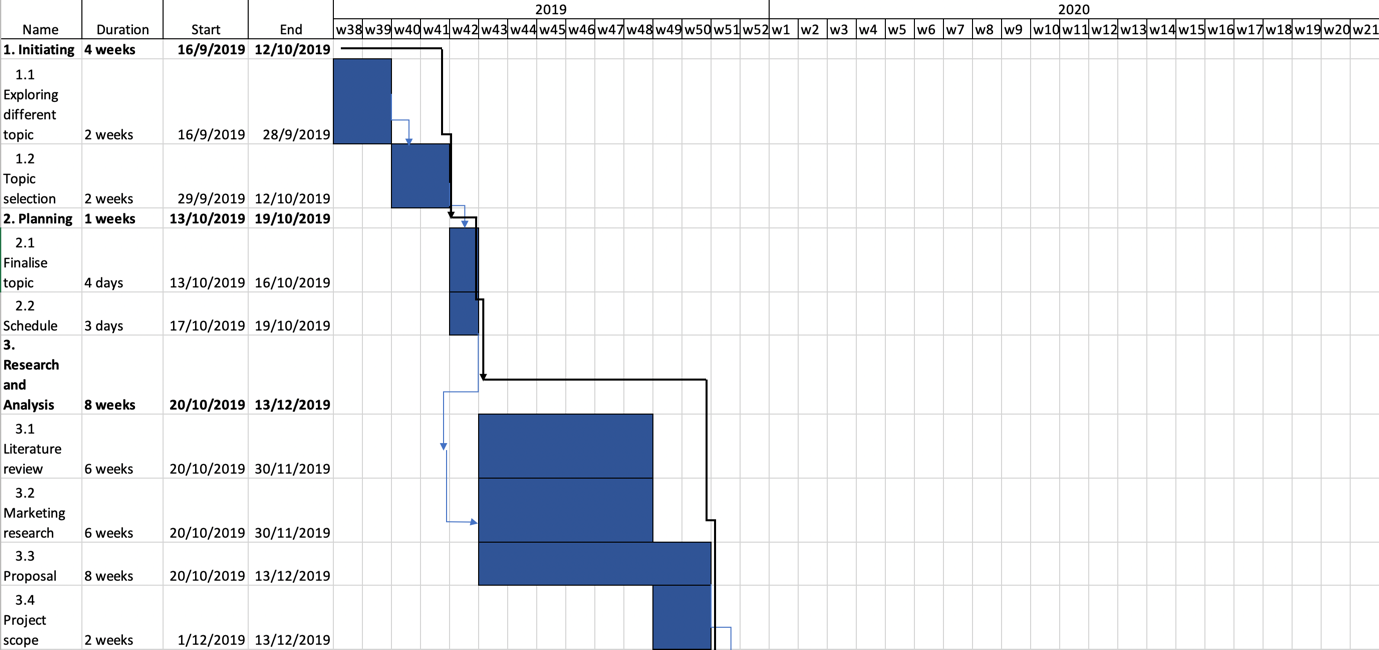 2019 2020
Name Duration Start End w38 w39 w40 w41 w42 w43 w44 w45 w46 w47 w48 w49 w50 w51 w52 w1 w2 w3 w4 w5 w6 w7 w8 w9 w10 w11 w12 w13 w14 w15 w16 w17 w18 w19 w20 w21
1. Initiating 4 weeks 16/9/2019 12/10/2019
1.1
Exploring
different
topic 2 weeks 16/9/2019 28/9/2019
1.2
Topic
selection 2 weeks 29/9/2019 12/10/2019
2. Planning 1 weeks 13/10/2019 19/10/2019
2.1
Finalise
topic 4 days 13/10/2019 16/10/2019
2.2
Schedule 3 days 17/10/2019 19/10/2019
3.
Research
and
Analysis 8 weeks 20/10/2019 13/12/2019
3.1
Literature
review 6 weeks 20/10/2019 30/11/2019
3.2
Marketing
research 6 weeks 20/10/2019 30/11/2019
3.3
Proposal 8 weeks 20/10/2019 13/12/2019
3.4
Project
scope 2 weeks 1/12/2019 13/12/2019